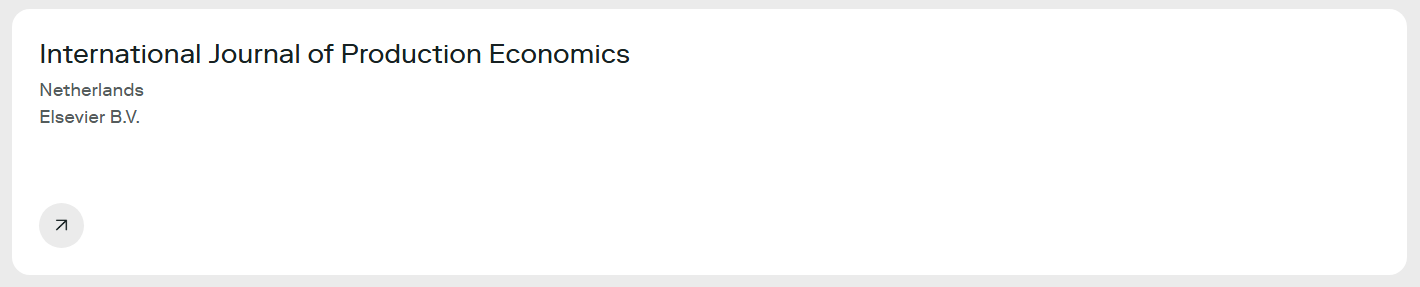 International Journal of Production Economics
Netherlands
Elsevier B.V.